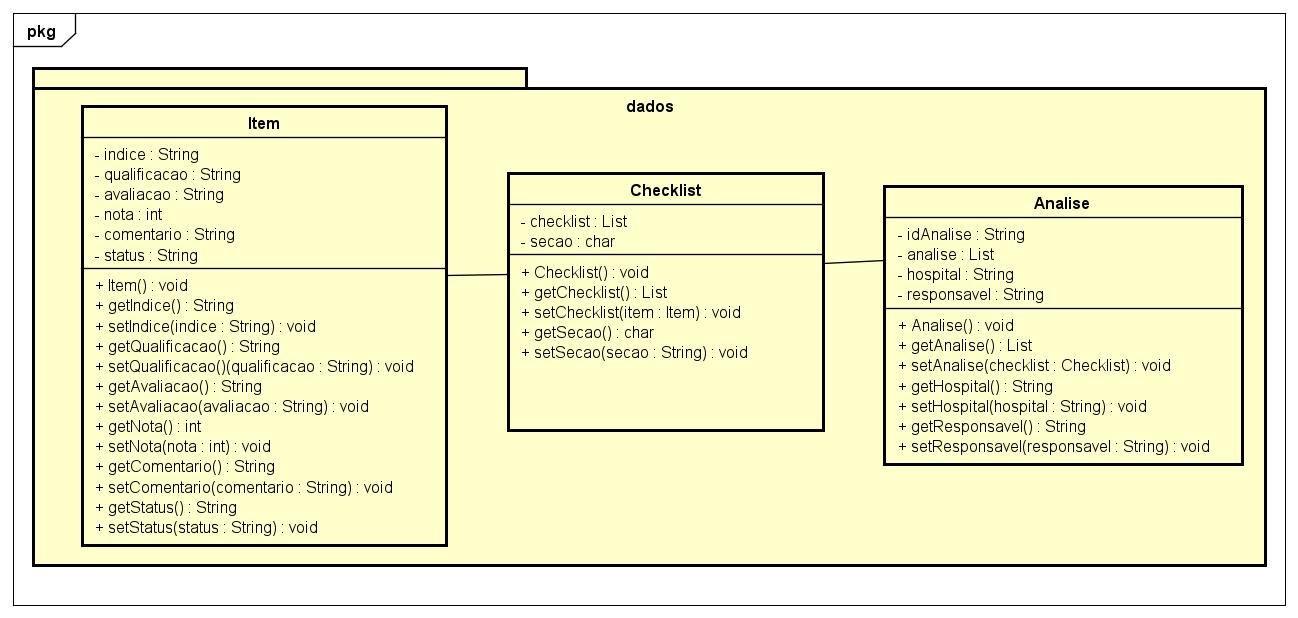 pkg
dados
Item
- indice : String
- qualificacao : String
- avaliacao : String
- nota : int
- comentario : String
- status : String
+ Item() : void
+ getIndice() : String
+ setIndice(indice : String) : void
+ getQualificacao() : String
+ setQualificacao()(qualificacao : String) : void
+ getAvaliacao() : String
+ setAvaliacao(avaliacao : String) : void
+ getNota() : int
+ setNota(nota : int) : void
+ getComentario() : String
+ setComentario(comentario : String) : void
+ getStatus() : String
+ setStatus(status : String) : void
Checklist
- checklist : List
- secao : char
+ Checklist() : void
+ getChecklist() : List
+ setChecklist(item : Item) : void
+ getSecao() : char
+ setSecao(secao : String) : void
Analise
- idAnalise : String
- analise : List
- hospital : String
- responsavel : String
+ Analise() : void
+ getAnalise() : List
+ setAnalise(checklist : Checklist) : void
+ getHospital() : String
+ setHospital(hospital : String) : void
+ getResponsavel() : String
+ setResponsavel(responsavel : String) : void